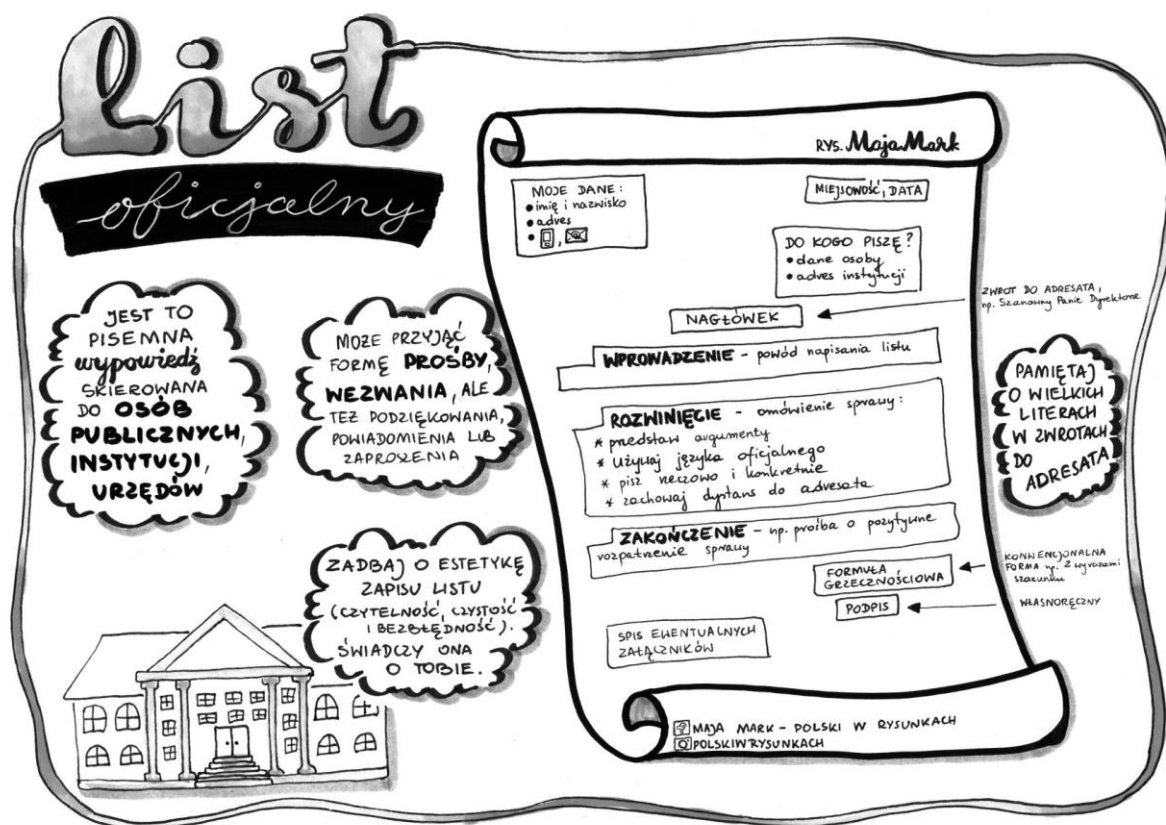 List
oficjalny
JEST TO
PISEMNA
wypowiedź
SKIEROWANA
DO OSÓB
PUBLICZNYCH,
INSTYTUCJI,
URZĘDÓW
MOŻE PRZYJĄĆ
FORMĘ PROŚBY,
WEZWANIA, ALE
TEŻ PODZIĘKOWANIA,
POWIADOMIENIA LUB
ZAPROSZENIA
ZADBAJ O ESTETYKĘ
ZAPISU LISTU
(CZYTELNOŚĆ, CZYSTOŚĆ
I BEZBŁĘDNOŚĆ).
ŚWIADCZY ONA
O TOBIE.
RYS. Maja Mark
MOJE DANE:
• imię i nazwisko
• adres
•
MIEJSCOWOŚĆ, DATA
DO KOGO PISZĘ?
• dane osoby
• adres instytucji
NAGŁÓWEK
ZWROT DO ADRESATA,
np. Szanowny Panie Dyrektorze
WPROWADZENIE – powód napisania listu
ROZWINIĘCIE – omówienie sprawy:
* przedstaw argumenty
* używaj języka oficjalnego
* pisz rzeczowo i konkretnie
* zachowaj dystans do adresata
ZAKOŃCZENIE – np. prośba o pozytywne
rozpatrzenie sprawy
FORMUŁA
GRZECZNOŚCIOWA
KONWENCJONALNA
FORMA np. Z wyrazami
szacunku
PODPIS
WŁASNORĘCZNY
SPIS EWENTUALNYCH
ZAŁĄCZNIKÓW
PAMIĘTAJ
O WIELKICH
LITERACH
W ZWROTACH
DO
ADRESATA
MAJA MARK – POLSKI W RYSUNKACH
POLSKIWRYSUNKACH